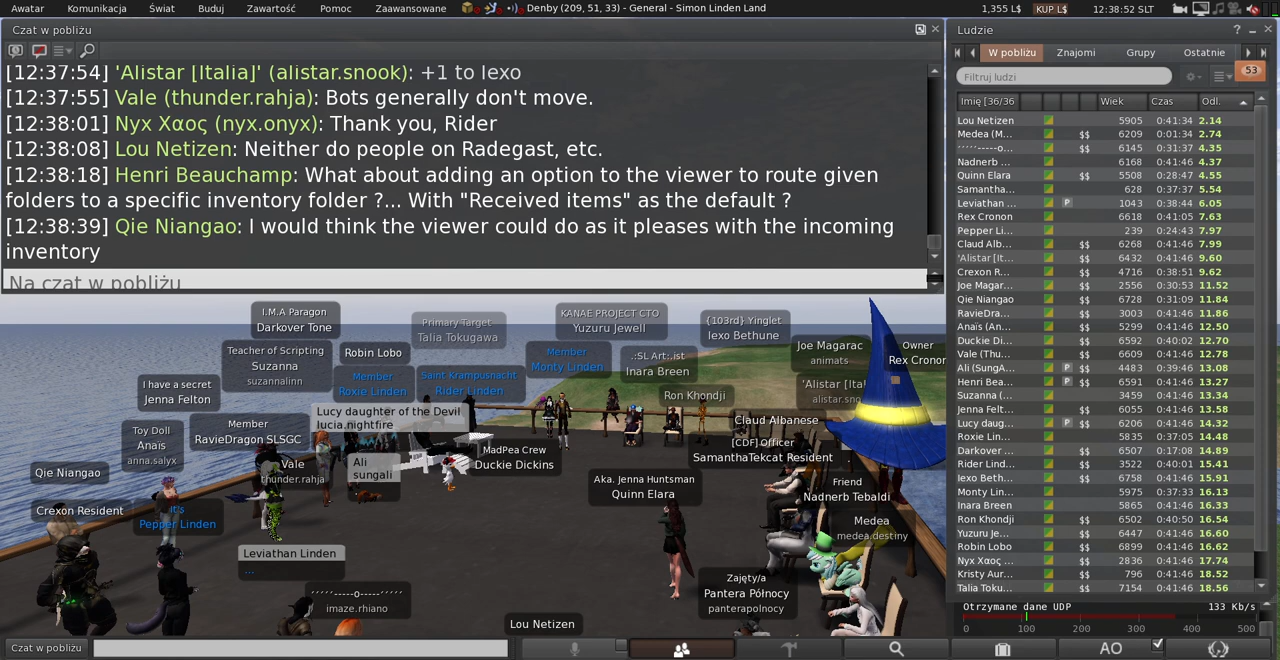 Awatar Komunikacja Świat Buduj Zawartość Pomoc Zaawansowane Denby (209, 51, 33) - General - Simon Linden Land 1,355 L$ KUP L$ 12:38:52 SLT
Czat w pobliżu
[12:37:54] 'Alistar [Italia]' (alistar.snook): +1 to Iexo
[12:37:55] Vale (thunder.rahja): Bots generally don't move.
[12:38:01] Nyx Χαος (nyx.onyx): Thank you, Rider
[12:38:08] Lou Netizen: Neither do people on Radegast, etc.
[12:38:18] Henri Beauchamp: What about adding an option to the viewer to route given
folders to a specific inventory folder ?... With "Received items" as the default ?
[12:38:39] Qie Niangao: I would think the viewer could do as it pleases with the incoming
inventory
Na czat w pobliżu
I.M.A Paragon
Darkover Tone
Primary Target
Talia Tokugawa
KANAE PROJECT CTO
Yuzuru Jewell
{103rd} Yinglet
Iexo Bethune
Teacher of Scripting
Suzanna
suzannalinn
Robin Lobo
Member
Roxie Linden
Saint Krampusnacht
Rider Linden
Member
Monty Linden
.:SL Art:.ist
Inara Breen
Joe Magarac
animats
Owner
Rex Cronon
I have a secret
Jenna Felton
Ron Khondji
'Alistar [Ital
alistar.sno
Lucy daughter of the Devil
lucia.nightfire
Member
RavieDragon SLSGC
Toy Doll
Anaïs
anna.salyx
Claud Albanese
[CDF] Officer
SamanthaTekcat Resident
MadPea Crew
Duckie Dickins
Vale
thunder.rahja
Ali
sungali
Qie Niangao
Aka. Jenna Huntsman
Quinn Elara
Friend
Nadnerb Tebaldi
Crexon Resident
It's
Pepper Linden
Medea
medea.destiny
Leviathan Linden
...
Zajęty/a
Pantera Północy
panterapolnocy
´´´´´-----o-----´´´´´
imaze.rhiano
Lou Netizen
Czat w pobliżu
AO
Ludzie
W pobliżu Znajomi Grupy Ostatnie
Filtruj ludzi
53
Imię [36/36 Wiek Czas Odl.
Lou Netizen 5905 0:41:34 2.14
Medea (M... $$ 6209 0:01:34 2.74
´´´´´-----o... $$ 6145 0:31:37 4.35
Nadnerb ... 6168 0:41:46 4.37
Quinn Elara $$ 5508 0:28:47 4.55
Samantha... 628 0:37:37 5.54
Leviathan ... P 1043 0:38:44 6.05
Rex Cronon 6618 0:41:05 7.63
Pepper Li... 239 0:24:43 7.97
Claud Alb... $$ 6268 0:41:46 7.99
'Alistar [It... $$ 6432 0:41:46 9.60
Crexon R... $$ 4716 0:38:51 9.62
Joe Magar... $$ 2556 0:30:53 11.52
Qie Niangao $$ 6728 0:31:09 11.84
RavieDra... $$ 3003 0:41:46 11.86
Anaïs (An... $$ 5299 0:41:46 12.50
Duckie Di... $$ 6592 0:40:02 12.70
Vale (Thu... $$ 6609 0:41:46 12.78
Ali (SungA... P $$ 4483 0:39:46 13.08
Henri Bea... P $$ 6591 0:41:46 13.27
Suzanna (... $$ 3459 0:41:46 13.34
Jenna Felt... $$ 6055 0:41:46 13.58
Lucy daug... P $$ 6206 0:41:46 14.32
Roxie Lin... 5835 0:37:05 14.48
Darkover ... $$ 6507 0:17:08 14.89
Rider Lind... $$ 3522 0:40:01 15.41
Iexo Beth... $$ 6758 0:41:46 15.91
Monty Lin... 5975 0:37:33 16.13
Inara Breen 5865 0:41:46 16.33
Ron Khondji $$ 6502 0:40:50 16.54
Yuzuru Je... $$ 6447 0:41:46 16.60
Robin Lobo $$ 6899 0:41:46 16.62
Nyx Χαος ... $$ 2836 0:41:46 17.74
Kristy Aur... $$ 796 0:41:46 18.52
Talia Toku... $$ 7154 0:41:46 18.56
Otrzymane dane UDP 133 Kb/s
0 100 200 300 400 500